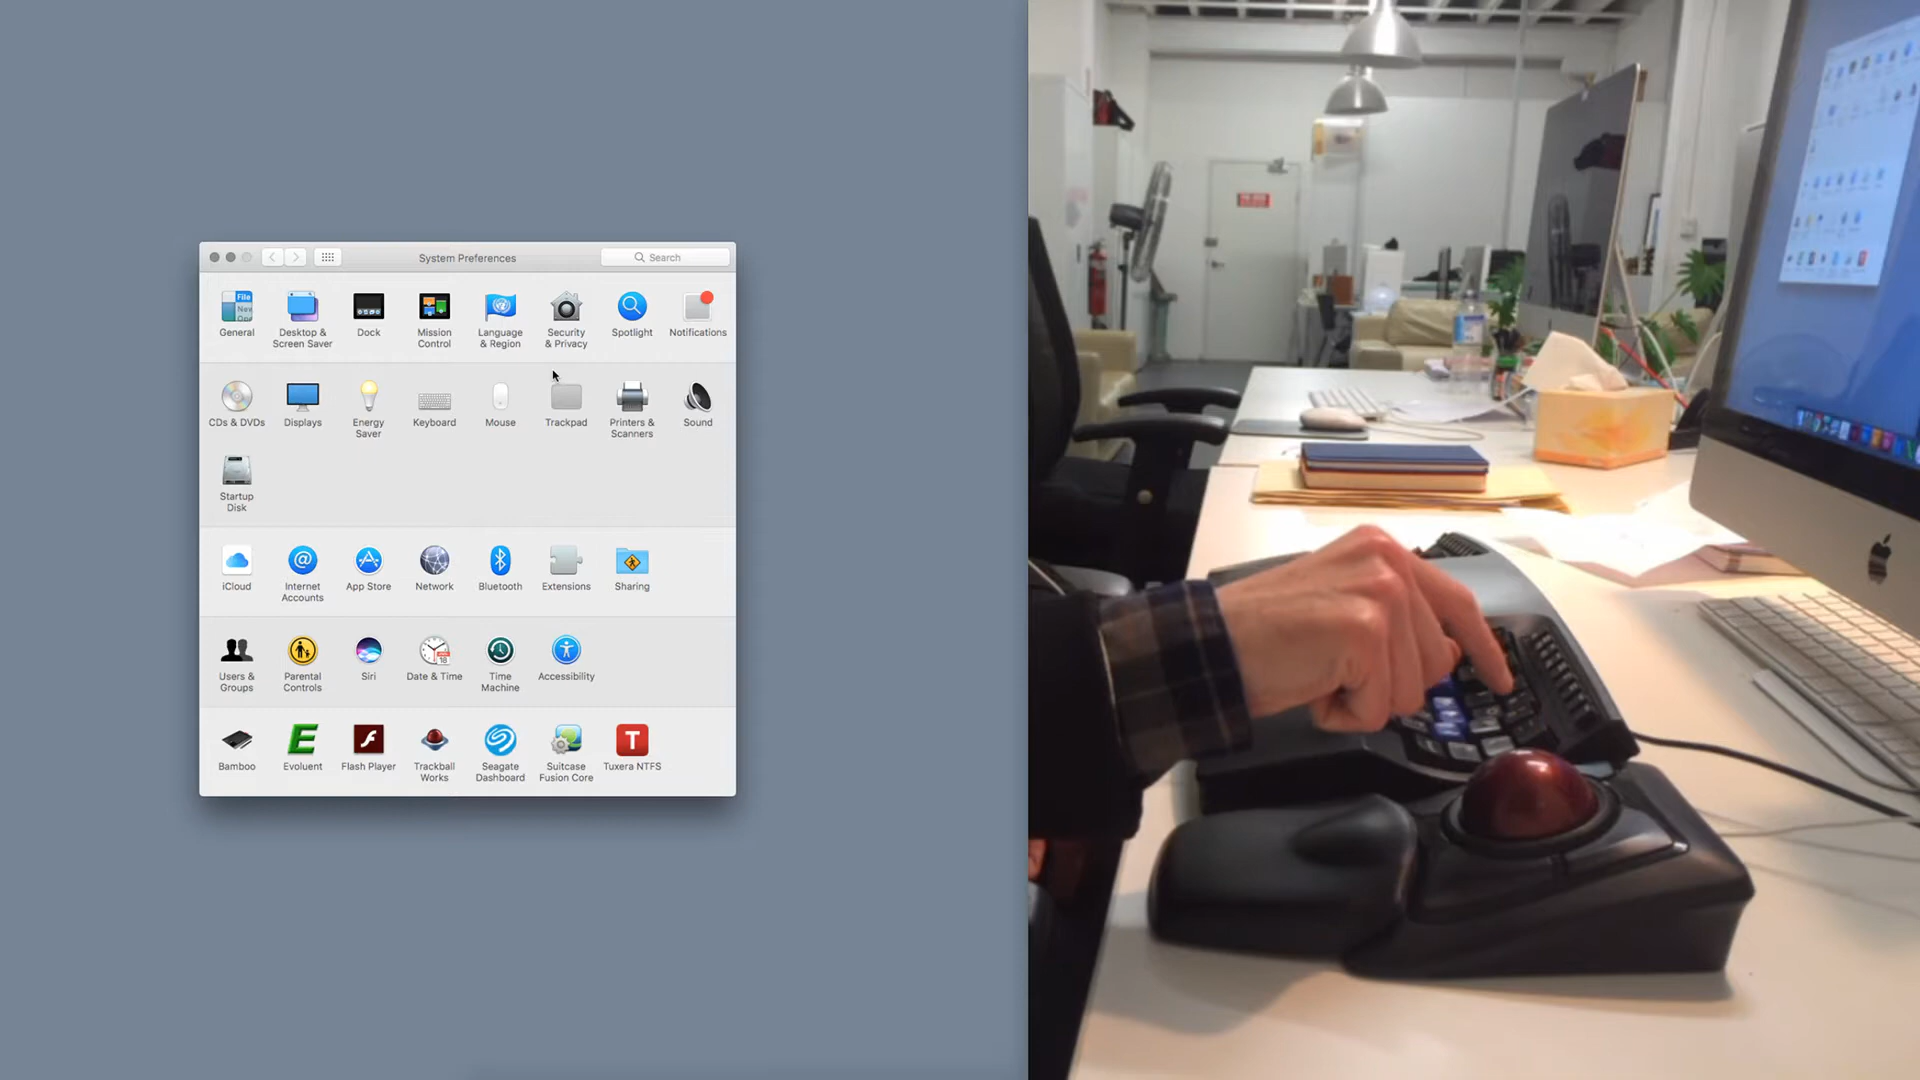 System Preferences
Search
File
New
General
Desktop &
Screen Saver
Dock
Mission
Control
Language
& Region
Security
& Privacy
Spotlight
Notifications
CDs & DVDs
Displays
Energy
Saver
Keyboard
Mouse
Trackpad
Printers &
Scanners
Sound
Startup
Disk
iCloud
Internet
Accounts
App Store
Network
Bluetooth
Extensions
Sharing
Users &
Groups
Parental
Controls
Siri
18
Date & Time
Time
Machine
Accessibility
Bamboo
E
Evoluent
Flash Player
Trackball
Works
Seagate
Dashboard
Suitcase
Fusion Core
T
Tuxera NTFS